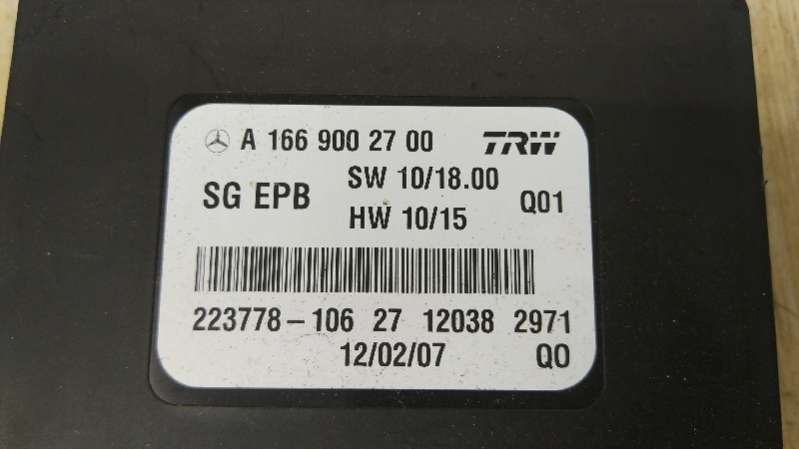 A 166 900 27 00 TRW
SG EPB SW 10/18.00 Q01
HW 10/15
223778-106 27 12038 2971
12/02/07 QO